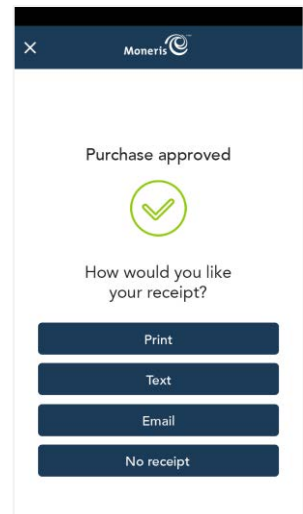 Moneris
Purchase approved
How would you like
your receipt?
Print
Text
Email
No receipt